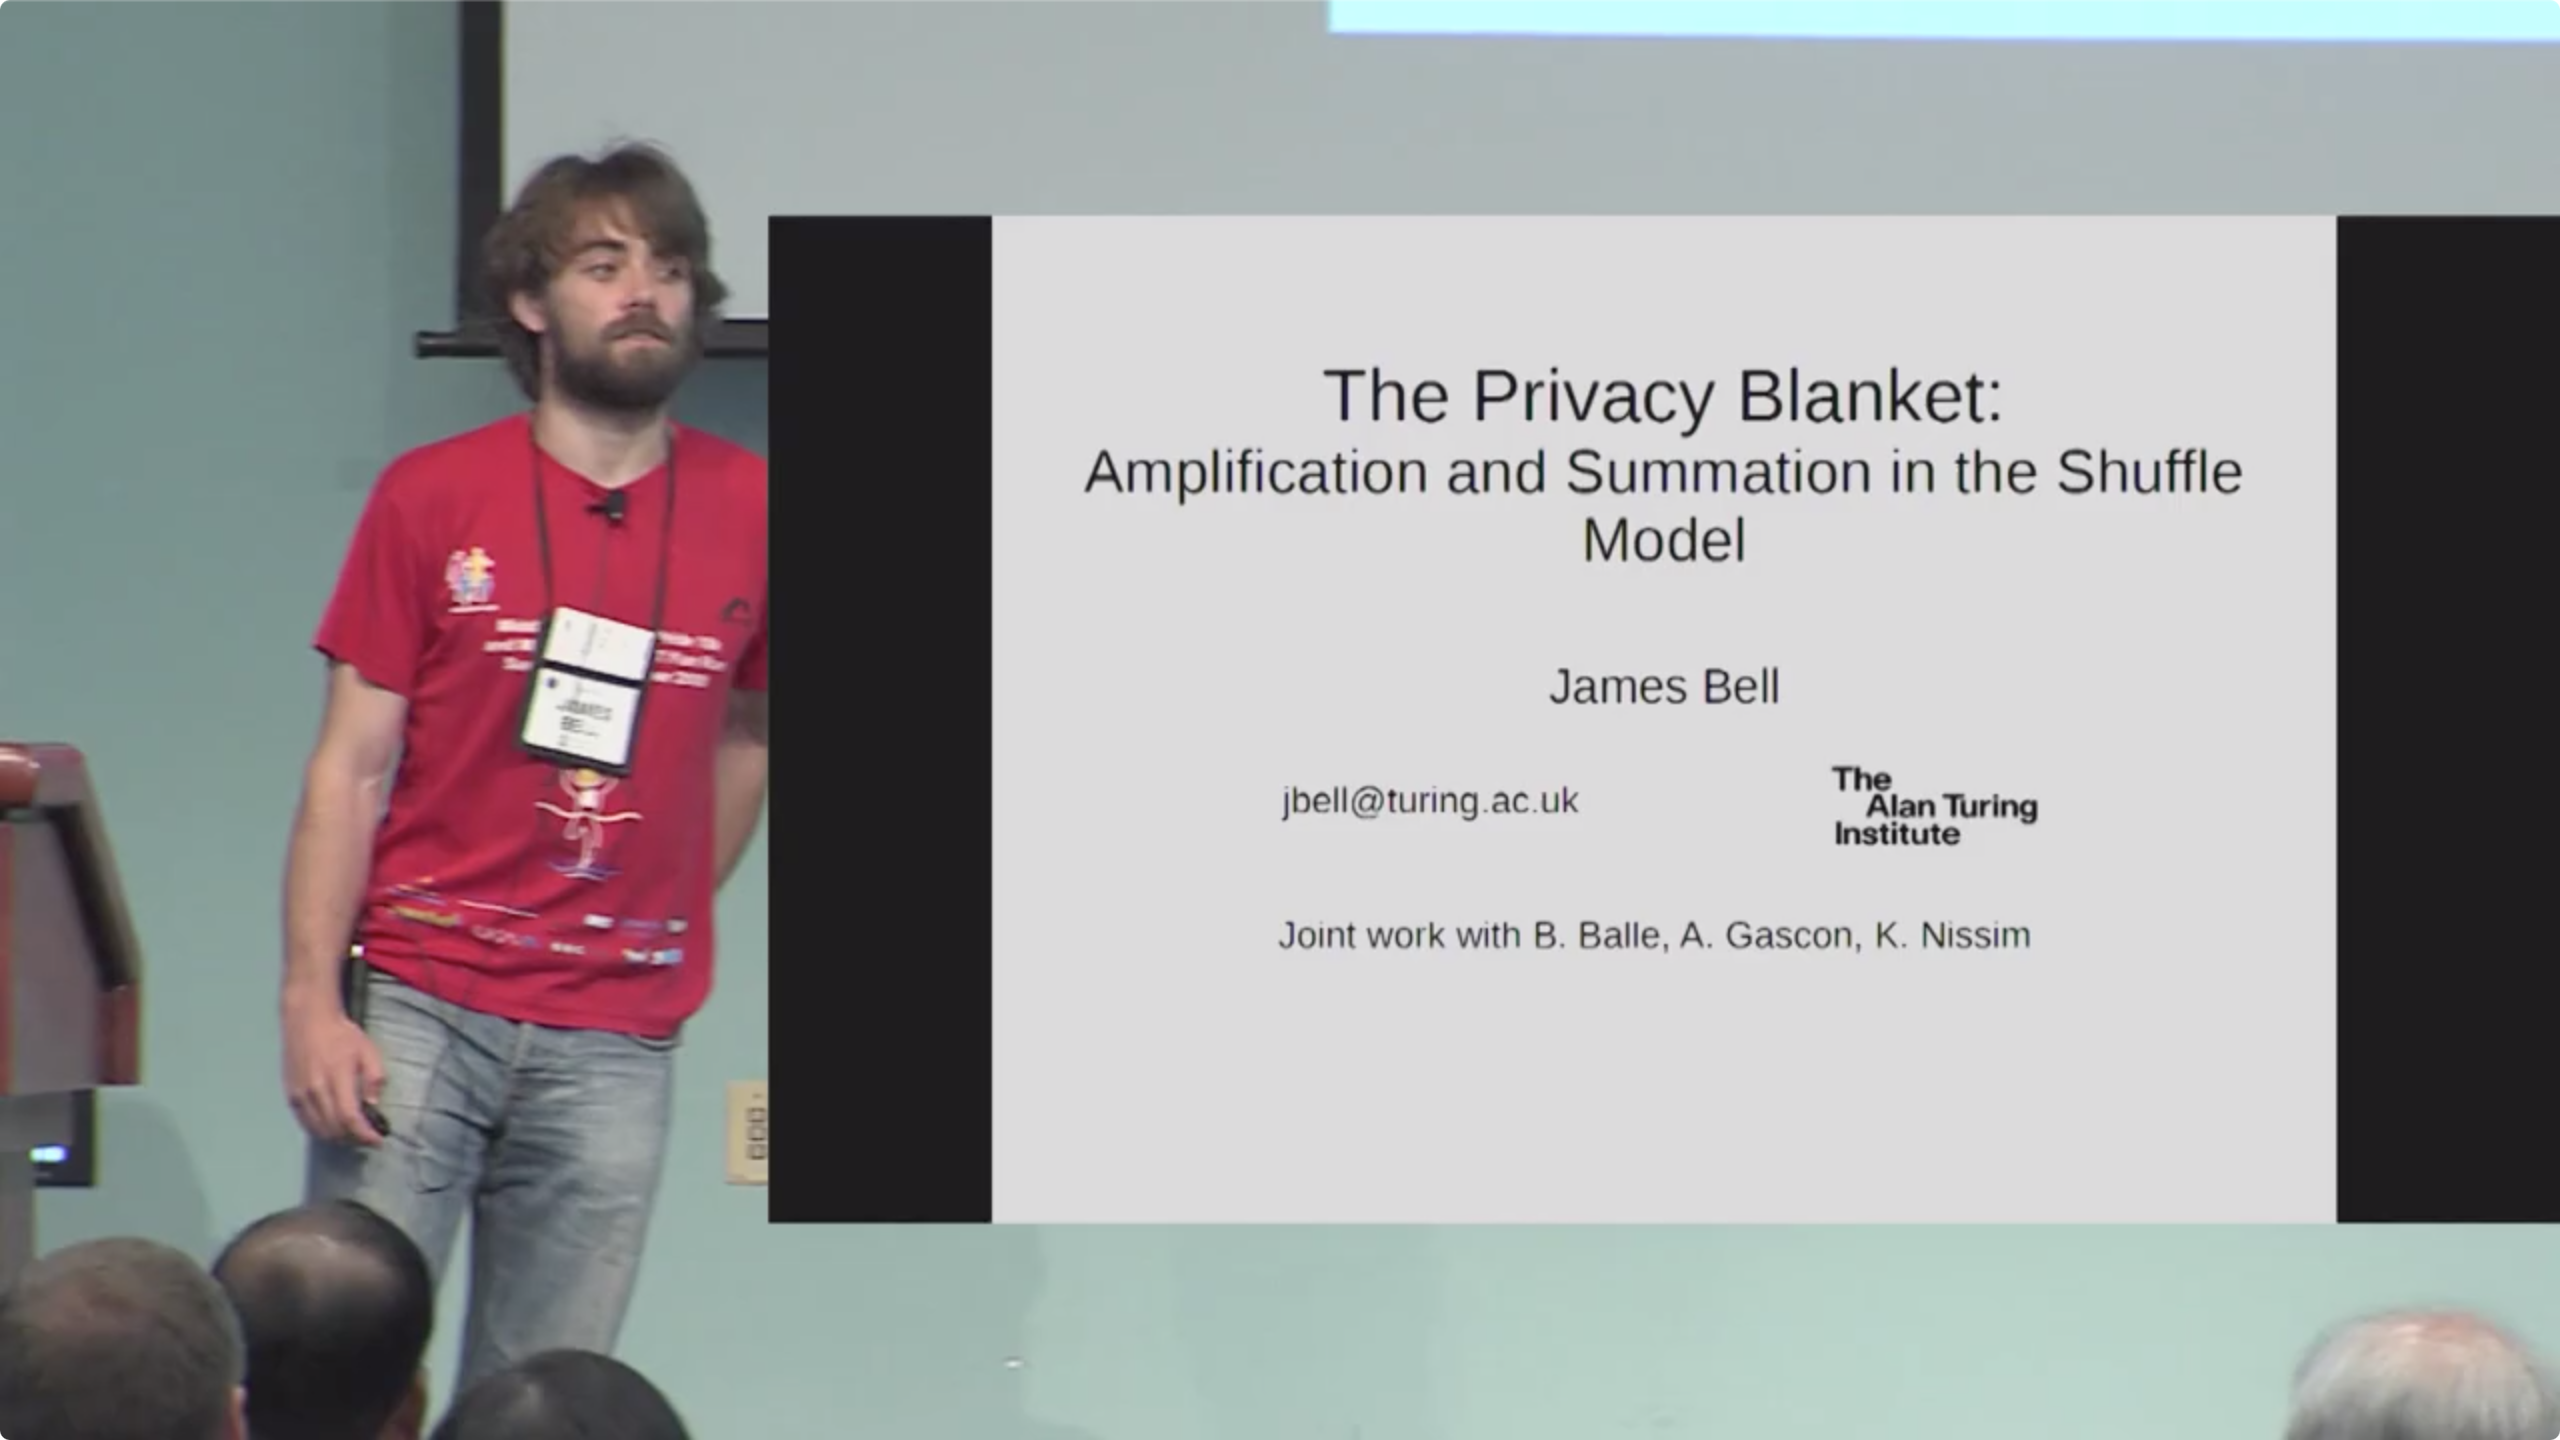 The Privacy Blanket:
Amplification and Summation in the Shuffle
Model
James Bell
jbell@turing.ac.uk
The
Alan Turing
Institute
Joint work with B. Balle, A. Gascon, K. Nissim